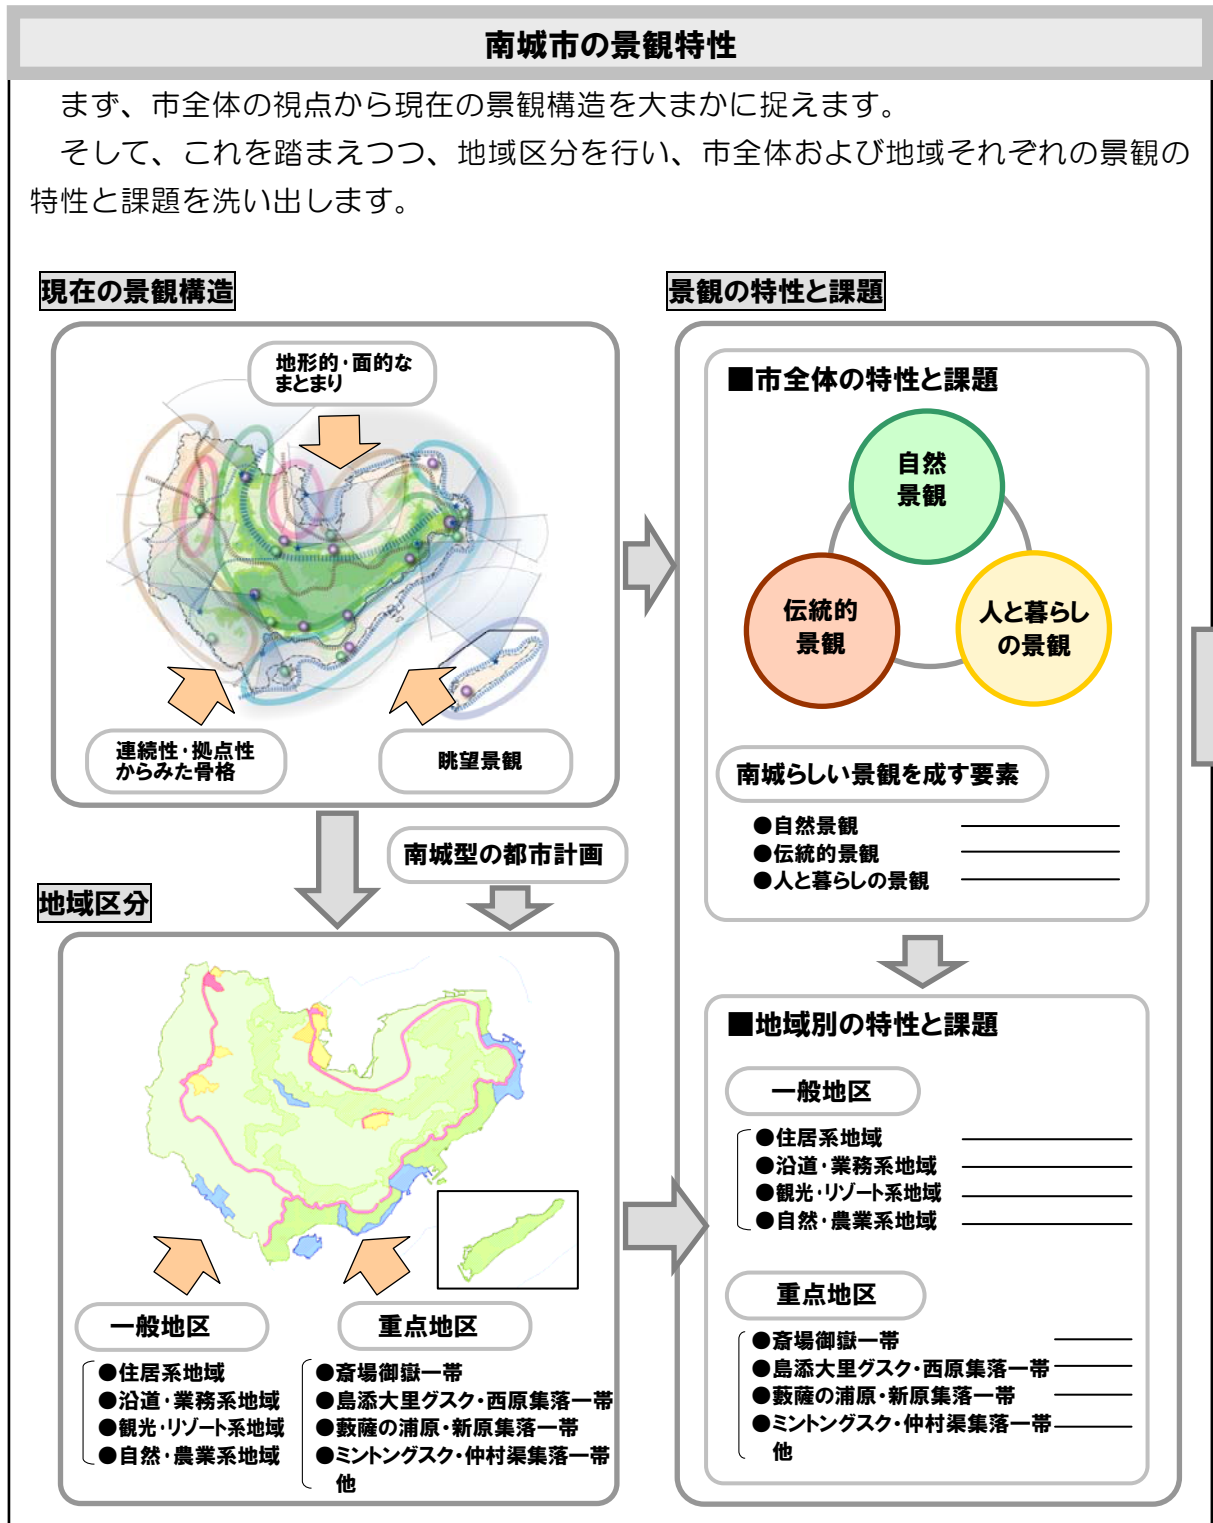 南城市の景観特性
まず、市全体の視点から現在の景観構造を大まかに捉えます。
そして、これを踏まえつつ、地域区分を行い、市全体および地域それぞれの景観の
特性と課題を洗い出します。
現在の景観構造
地形的・面的な
まとまり
連続性・拠点性
からみた骨格
眺望景観
南城型の都市計画
地域区分
一般地区
●住居系地域
●沿道・業務系地域
●観光・リゾート系地域
●自然・農業系地域
重点地区
●斎場御嶽一帯
●島添大里グスク・西原集落一帯
●藪薩の浦原・新原集落一帯
●ミントングスク・仲村渠集落一帯
他
景観の特性と課題
■市全体の特性と課題
自然
景観
伝統的
景観
人と暮らし
の景観
南城らしい景観を成す要素
●自然景観
●伝統的景観
●人と暮らしの景観
■地域別の特性と課題
一般地区
●住居系地域
●沿道・業務系地域
●観光・リゾート系地域
●自然・農業系地域
重点地区
●斎場御嶽一帯
●島添大里グスク・西原集落一帯
●藪薩の浦原・新原集落一帯
●ミントングスク・仲村渠集落一帯
他